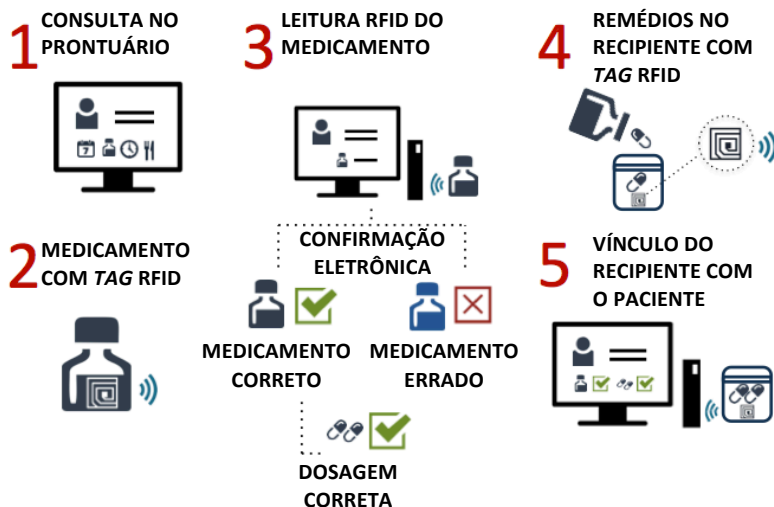 1 CONSULTA NO
PRONTUÁRIO
7
2 MEDICAMENTO
COM TAG RFID
3 LEITURA RFID DO
MEDICAMENTO
CONFIRMAÇÃO
ELETRÔNICA
MEDICAMENTO
CORRETO
MEDICAMENTO
ERRADO
DOSAGEM
CORRETA
4 REMÉDIOS NO
RECIPIENTE COM
TAG RFID
5 VÍNCULO DO
RECIPIENTE COM
O PACIENTE